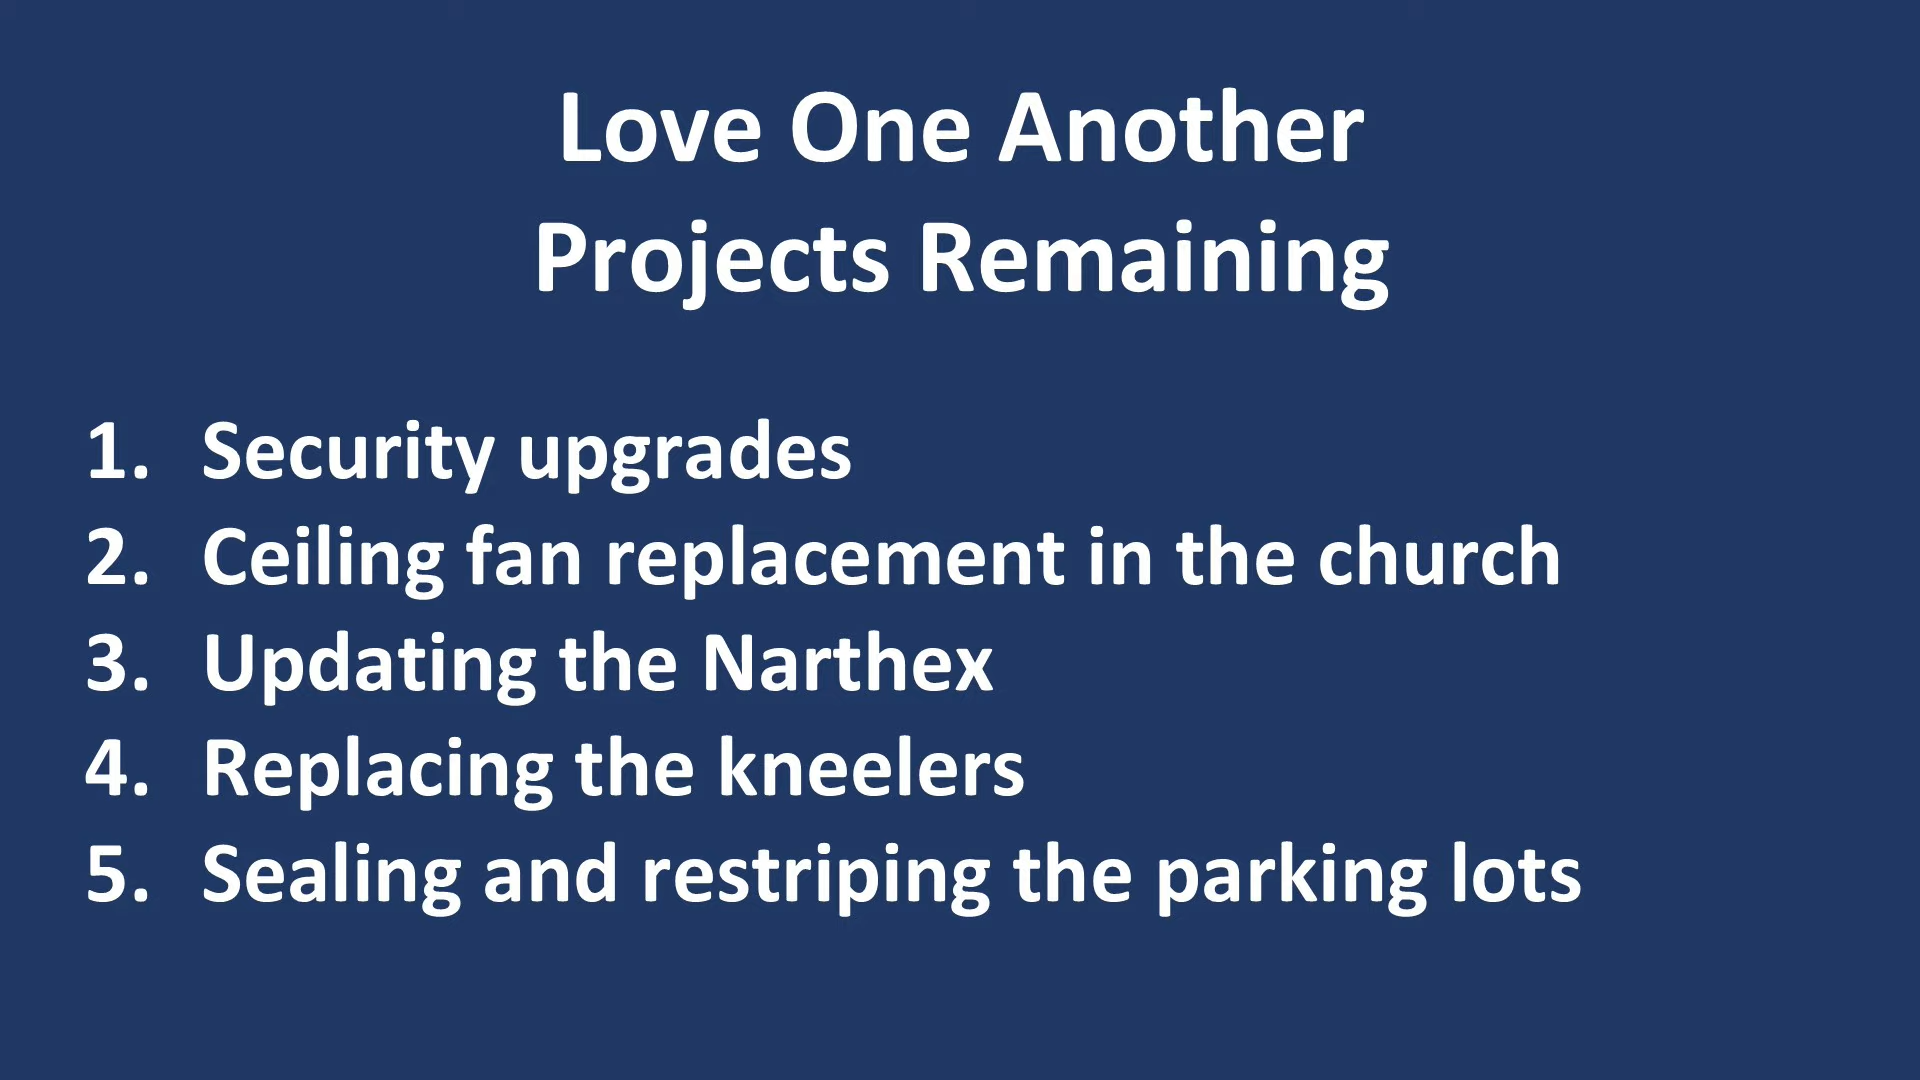 Love One Another
Projects Remaining
1. Security upgrades
2. Ceiling fan replacement in the church
3. Updating the Narthex
4. Replacing the kneelers
5. Sealing and restriping the parking lots